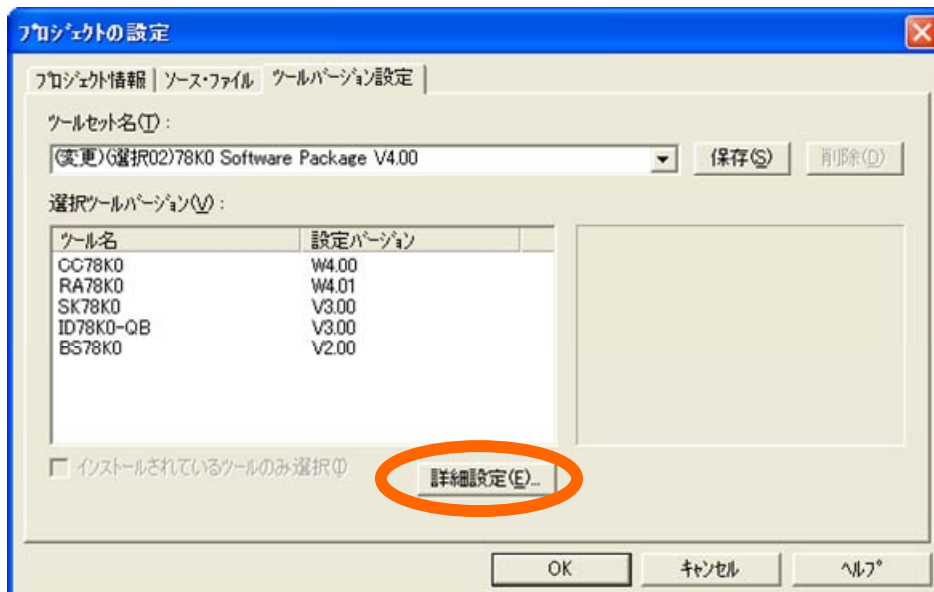 プロジェクトの設定
プロジェクト情報 ソース・ファイル ツールバージョン設定
ツールセット名(T) :
(変更)(選択02)78K0 Software Package V4.00 保存(S) 削除(D)
選択ツールバージョン(V) :
ツール名 設定バージョン
CC78K0 W4.00
RA78K0 W4.01
SK78K0 V3.00
ID78K0-QB V3.00
BS78K0 V2.00
インストールされているツールのみ選択(I)
詳細設定(E)...
OK キャンセル ヘルプ